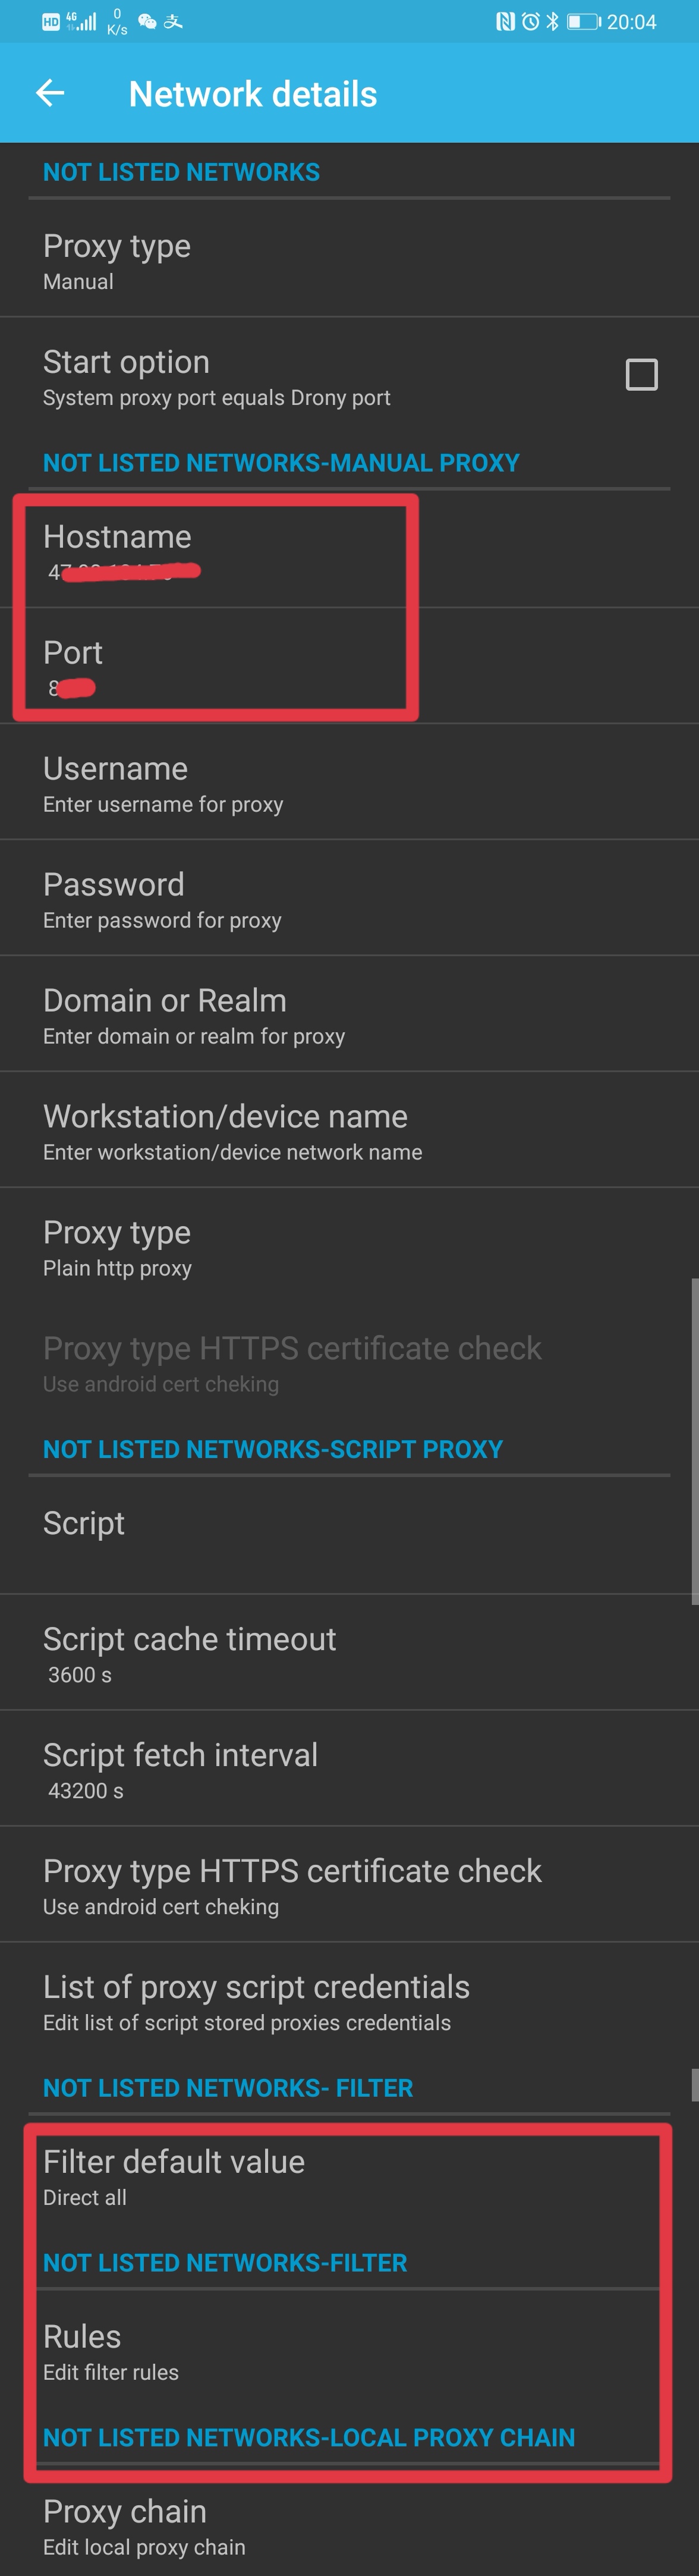 HD 4G 0 K/s 20:04
Network details
NOT LISTED NETWORKS
Proxy type
Manual
Start option
System proxy port equals Drony port
NOT LISTED NETWORKS-MANUAL PROXY
Hostname
47
Port
8
Username
Enter username for proxy
Password
Enter password for proxy
Domain or Realm
Enter domain or realm for proxy
Workstation/device name
Enter workstation/device network name
Proxy type
Plain http proxy
Proxy type HTTPS certificate check
Use android cert cheking
NOT LISTED NETWORKS-SCRIPT PROXY
Script
Script cache timeout
3600 s
Script fetch interval
43200 s
Proxy type HTTPS certificate check
Use android cert cheking
List of proxy script credentials
Edit list of script stored proxies credentials
NOT LISTED NETWORKS- FILTER
Filter default value
Direct all
NOT LISTED NETWORKS-FILTER
Rules
Edit filter rules
NOT LISTED NETWORKS-LOCAL PROXY CHAIN
Proxy chain
Edit local proxy chain